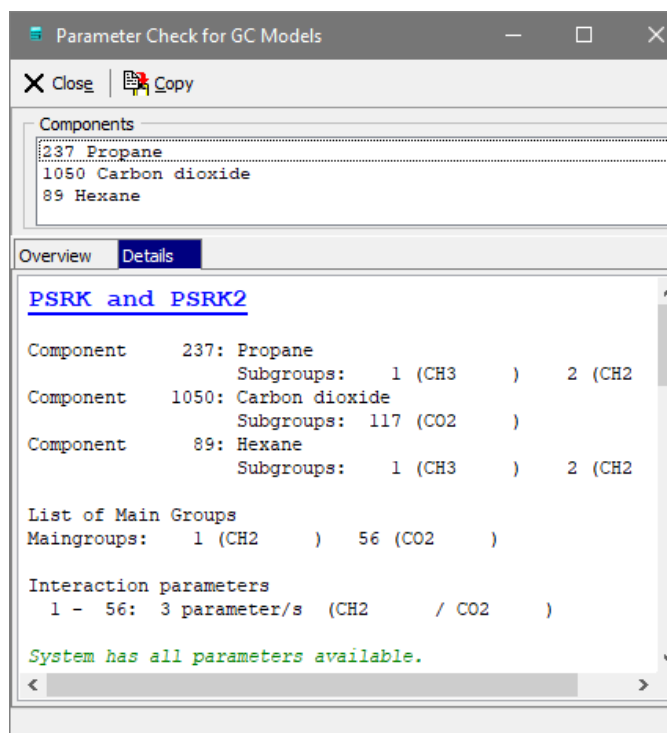 Parameter Check for GC Models
Close Copy
Components
237 Propane
1050 Carbon dioxide
89 Hexane
Overview Details
PSRK and PSRK2
Component 237: Propane
Subgroups: 1 (CH3 ) 2 (CH2
Component 1050: Carbon dioxide
Subgroups: 117 (CO2 )
Component 89: Hexane
Subgroups: 1 (CH3 ) 2 (CH2
List of Main Groups
Maingroups: 1 (CH2 ) 56 (CO2 )
Interaction parameters
1 - 56: 3 parameter/s (CH2 / CO2 )
System has all parameters available.